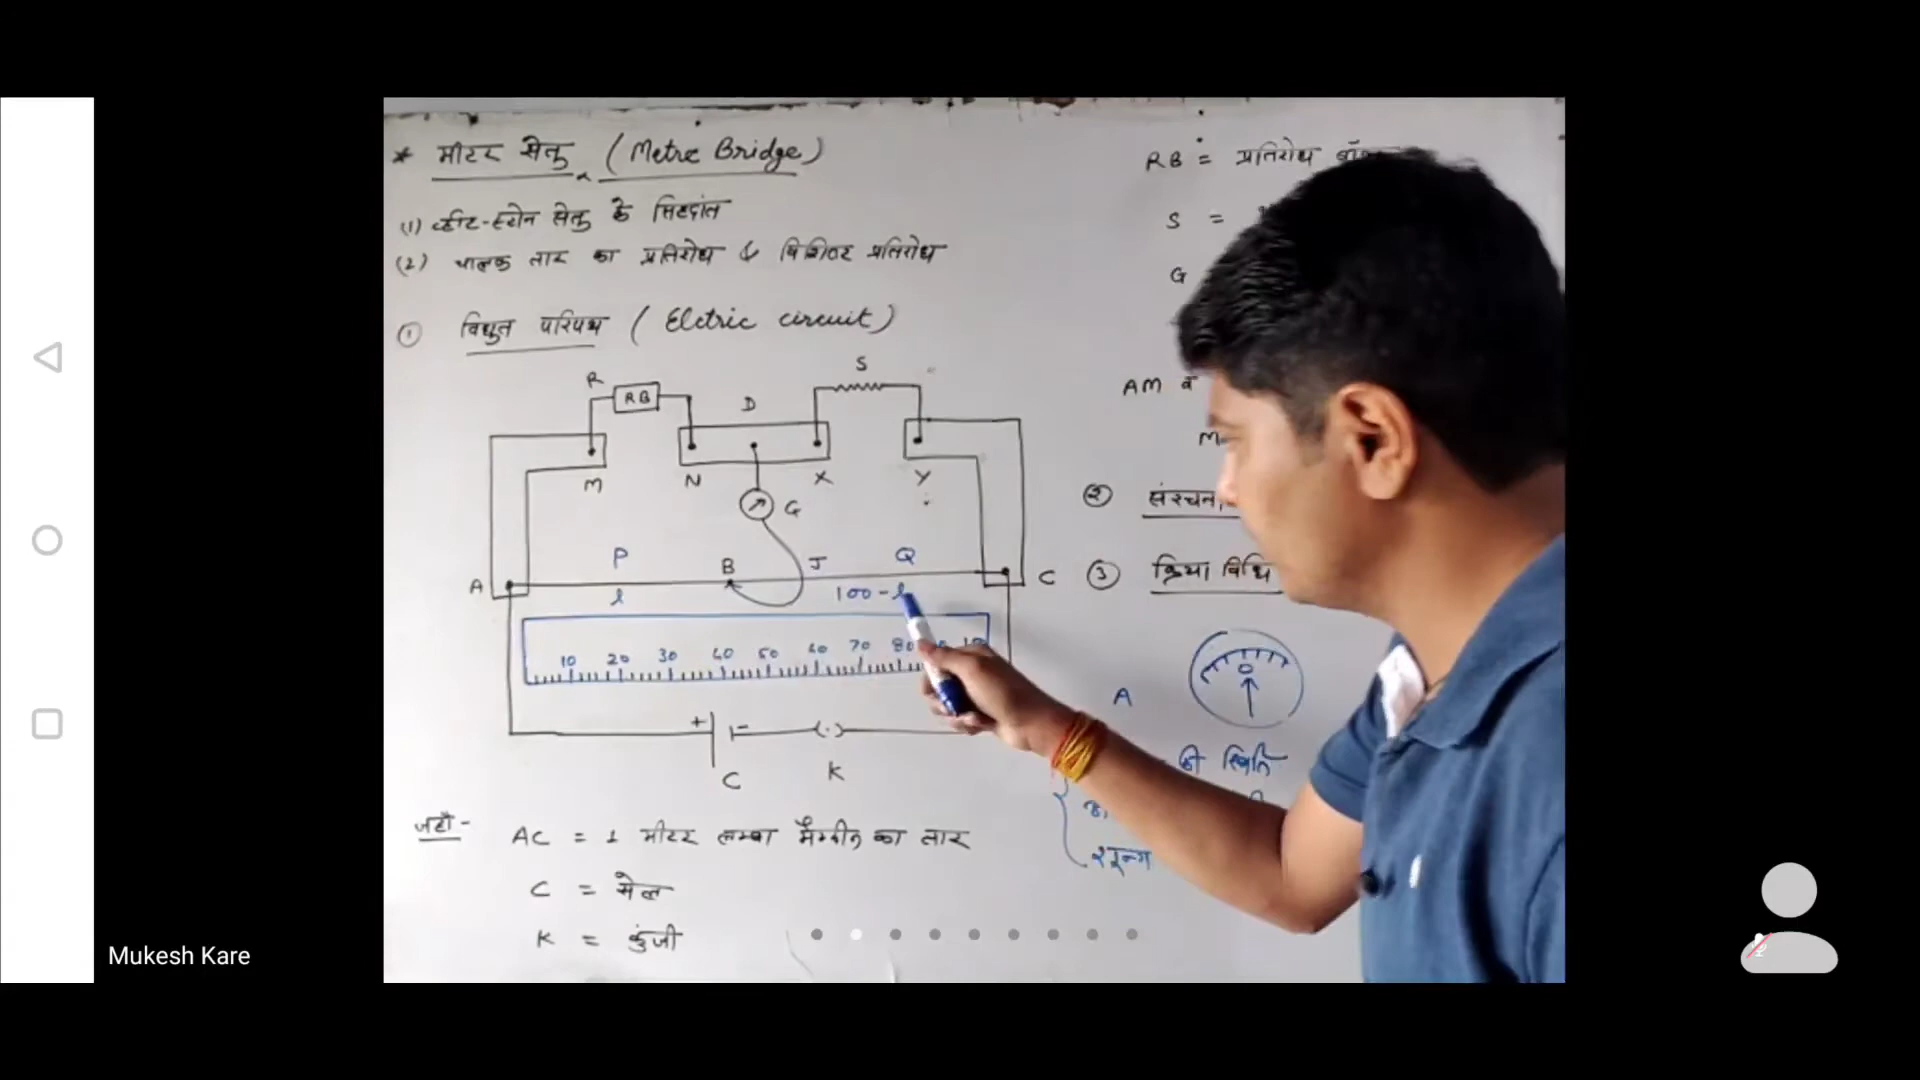 * मीटर सेतु (Metre Bridge)
(1) व्हीट-स्टोन सेतु के सिद्धांत
(2) चालक तार का प्रतिरोध & विशिष्ट प्रतिरोध
① विद्युत परिपथ ( Eletric circuit)
R S
RB D
M N X Y
G
P B J Q
A C
l 100-l
10 20 30 40 50 60 70 80
+ -
C K
जहाँ-
AC = 1 मीटर लम्बा मैंगनीन का तार
C = सेल
K = कुंजी
RB = प्रतिरोध
S =
G
AM व
M
② संरचना
③ क्रिया विधि
0
A
की स्थिति
शून्य
Mukesh Kare